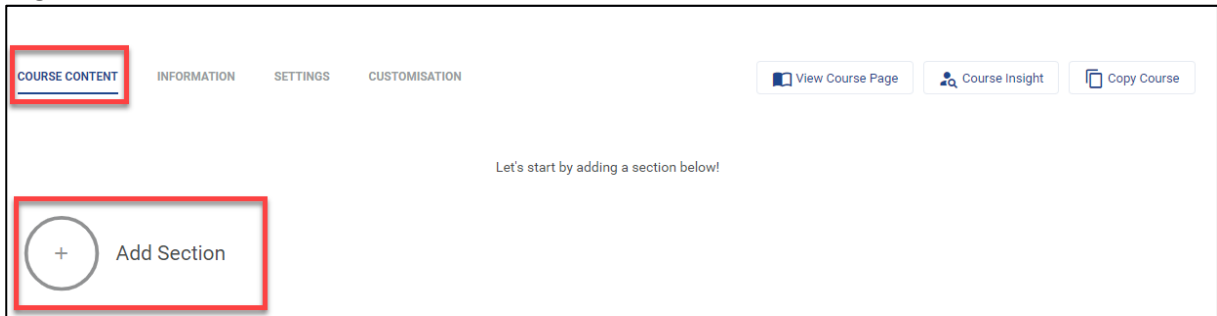 COURSE CONTENT INFORMATION SETTINGS CUSTOMISATION View Course Page Course Insight Copy Course
Let's start by adding a section below!
+ Add Section